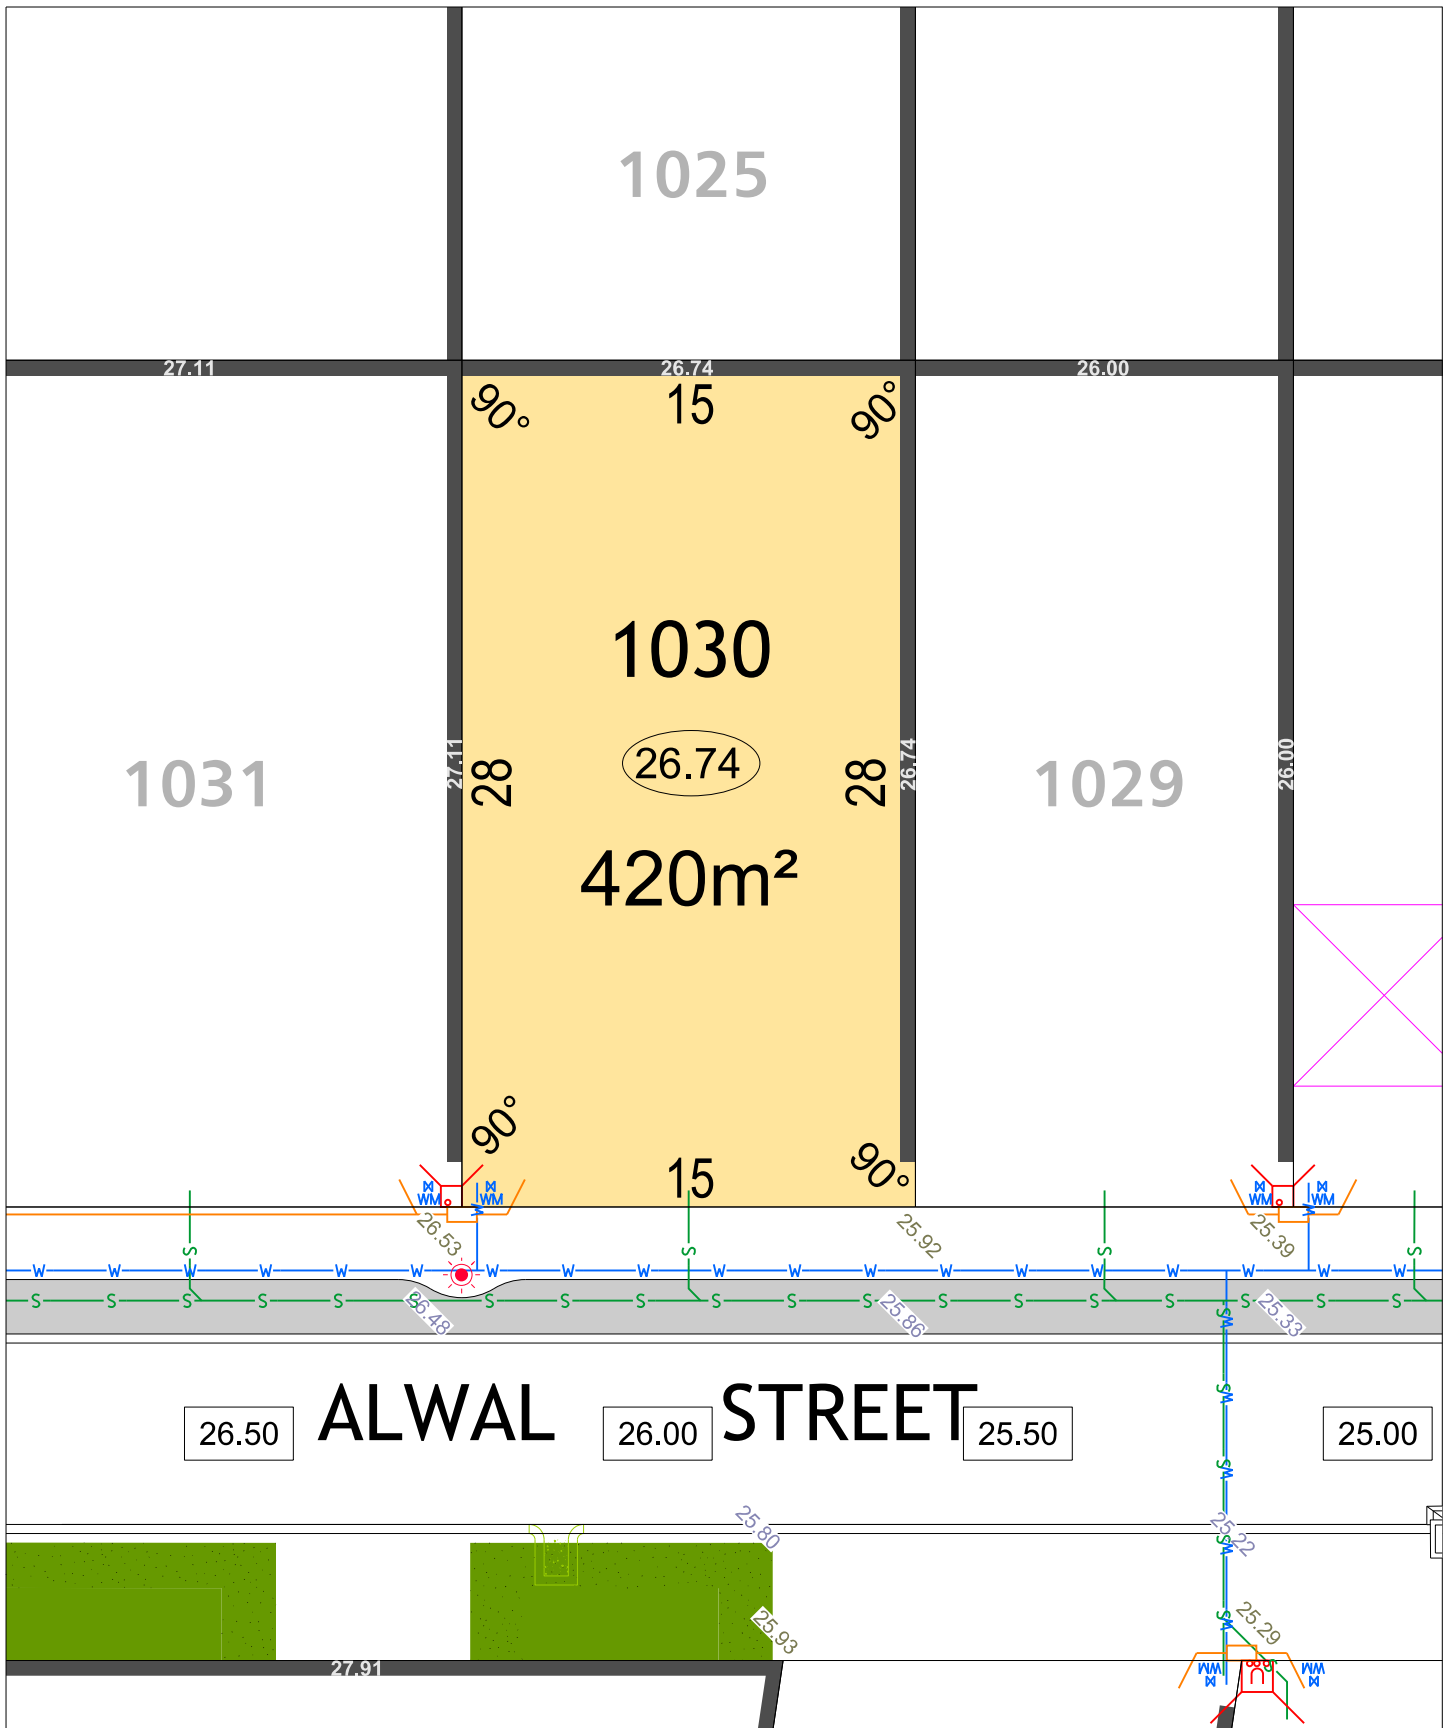 1025
27.11 26.74 26.00
90° 15 90°
1030
27.11 28 26.74 28 26.74 26.00
1031 1029
420m²
90° 15 90°
WM WM WM WM
W W
26.53 25.92 25.39
S S S S
W W W W W W W W W W W W W W W W W W W
S S S S S S S S S S S S S S S S S S S
26.48 25.86 25.33
S W
ALWAL STREET
S W
26.50 26.00 25.50 25.00
S W
25.80 25.22
S W
25.93 S W 25.29
27.91 WM S WM